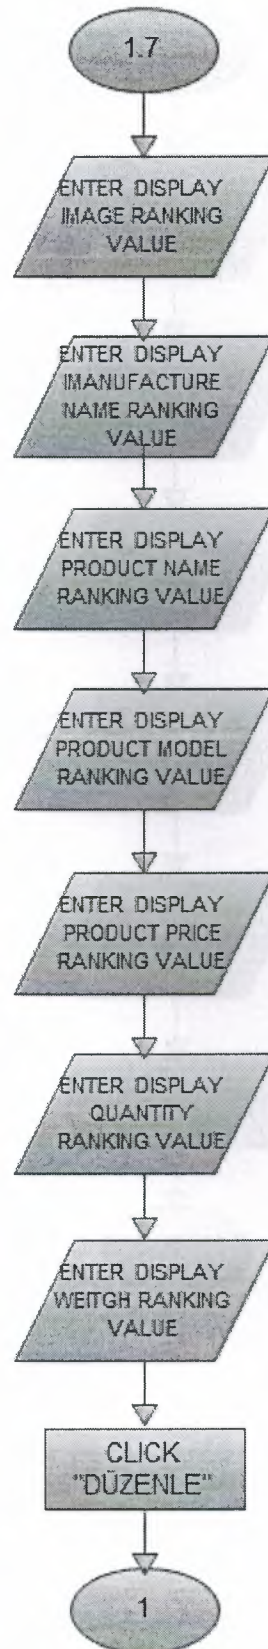 1.7
ENTER DISPLAY
IMAGE RANKING
VALUE
ENTER DISPLAY
IMANUFACTURE
NAME RANKING
VALUE
ENTER DISPLAY
PRODUCT NAME
RANKING VALUE
ENTER DISPLAY
PRODUCT MODEL
RANKING VALUE
ENTER DISPLAY
PRODUCT PRICE
RANKING VALUE
ENTER DISPLAY
QUANTITY
RANKING VALUE
ENTER DISPLAY
WEITGH RANKING
VALUE
CLICK
"DÜZENLE"
1